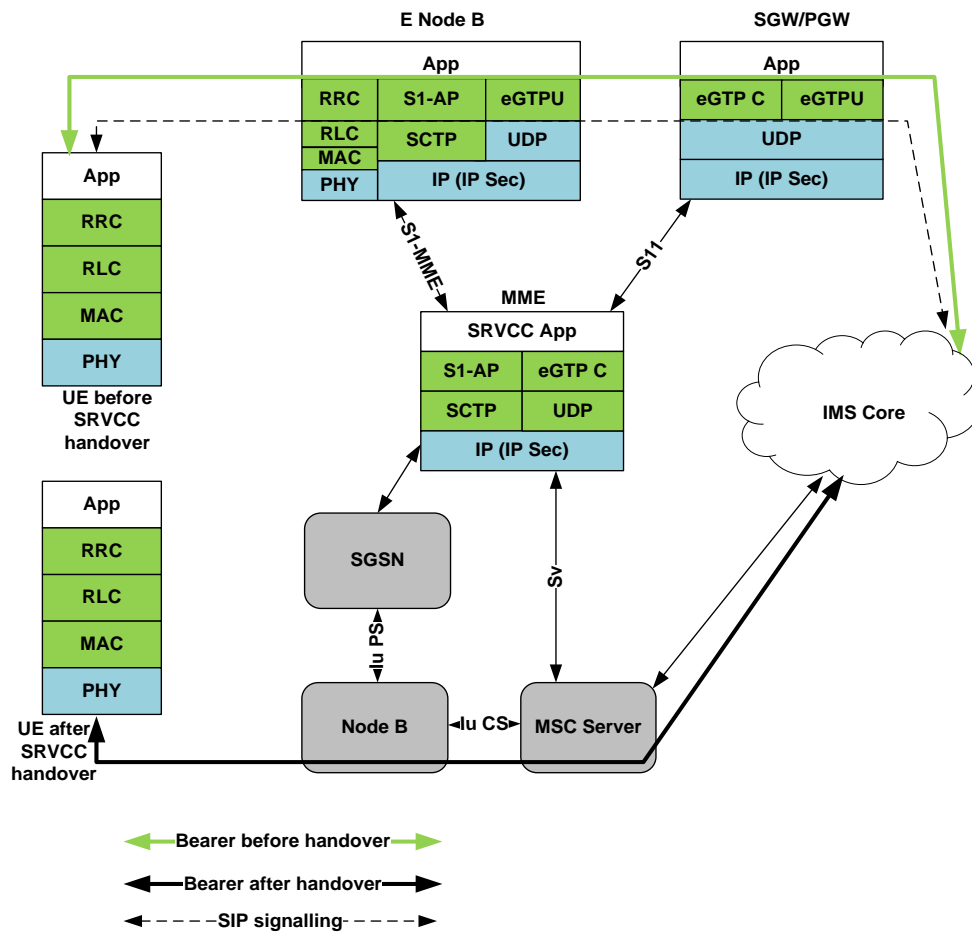 E Node B
SGW/PGW
App
App
RRC
S1-AP
eGTPU
eGTP C
eGTPU
RLC
SCTP
UDP
UDP
MAC
PHY
IP (IP Sec)
IP (IP Sec)
App
RRC
RLC
MAC
PHY
UE before
SRVCC
handover
S1-MME
S11
MME
SRVCC App
S1-AP
eGTP C
SCTP
UDP
IP (IP Sec)
IMS Core
App
RRC
RLC
MAC
PHY
UE after
SRVCC
handover
SGSN
Sv
Iu PS
Node B
Iu CS
MSC Server
Bearer before handover
Bearer after handover
SIP signalling